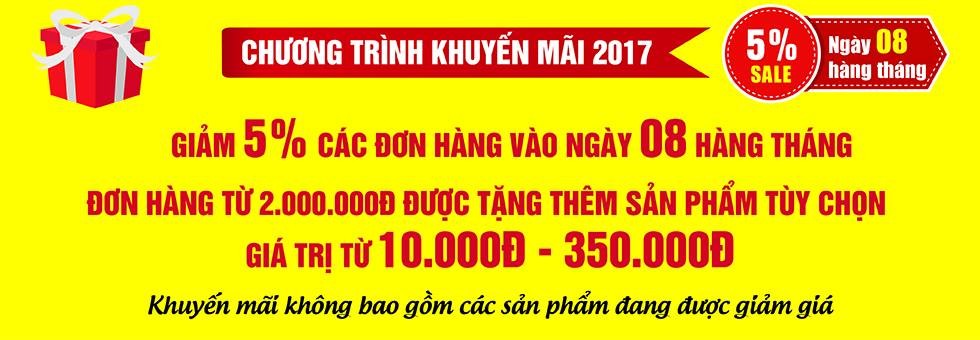 CHƯƠNG TRÌNH KHUYẾN MÃI 2017
5%
SALE
Ngày 08
hàng tháng
GIẢM 5% CÁC ĐƠN HÀNG VÀO NGÀY 08 HÀNG THÁNG
ĐƠN HÀNG TỪ 2.000.000Đ ĐƯỢC TẶNG THÊM SẢN PHẨM TÙY CHỌN
GIÁ TRỊ TỪ 10.000Đ - 350.000Đ
Khuyến mãi không bao gồm các sản phẩm đang được giảm giá